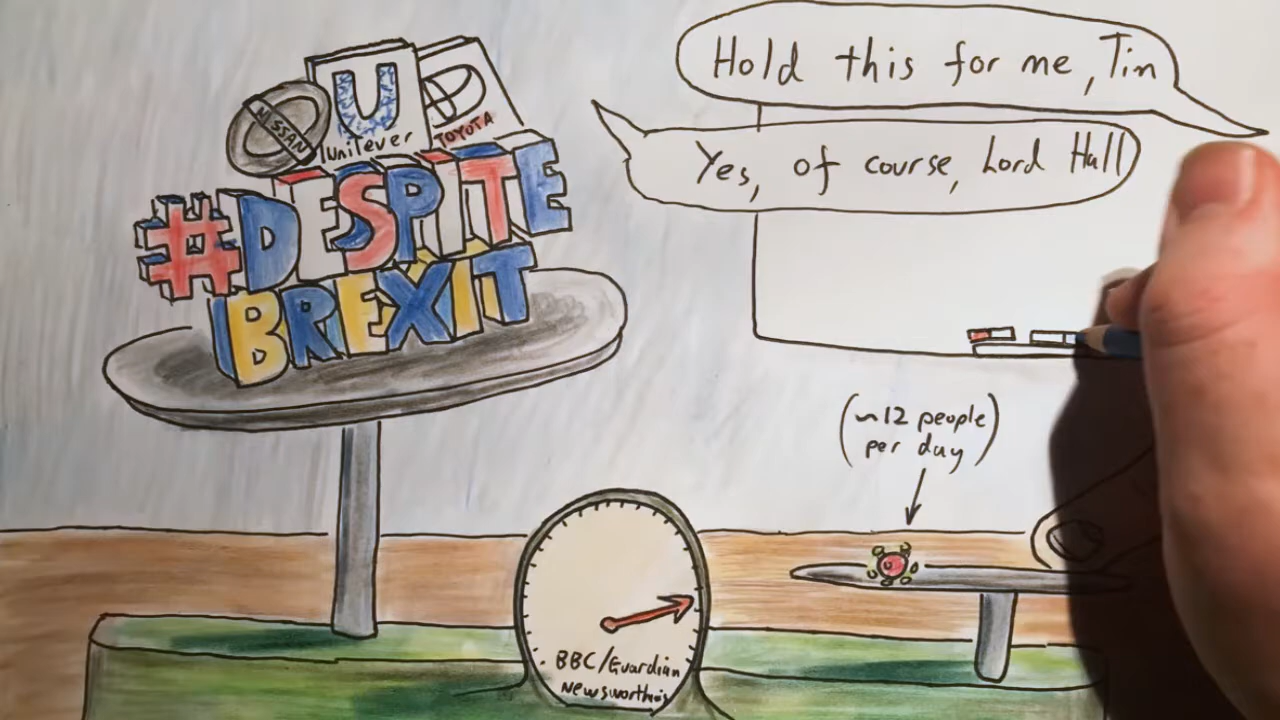 Hold this for me, Tim
Yes, of course, Lord Hall
NISSAN
U
Unilever
TOYOTA
#DESPITE
BREXIT
(~12 people
per day)
BBC/Guardian